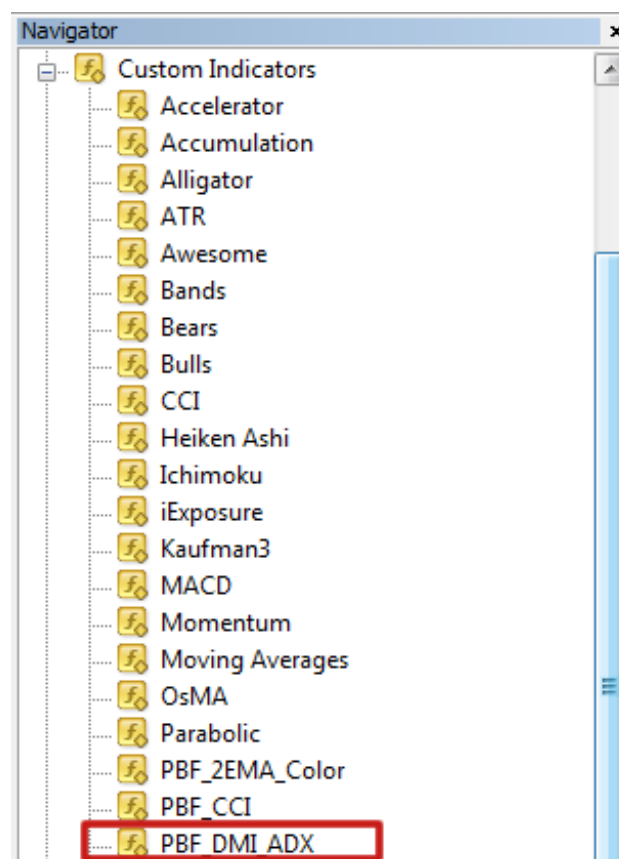 Navigator
Custom Indicators
Accelerator
Accumulation
Alligator
ATR
Awesome
Bands
Bears
Bulls
CCI
Heiken Ashi
Ichimoku
iExposure
Kaufman3
MACD
Momentum
Moving Averages
OsMA
Parabolic
PBF_2EMA_Color
PBF_CCI
PBF_DMI_ADX